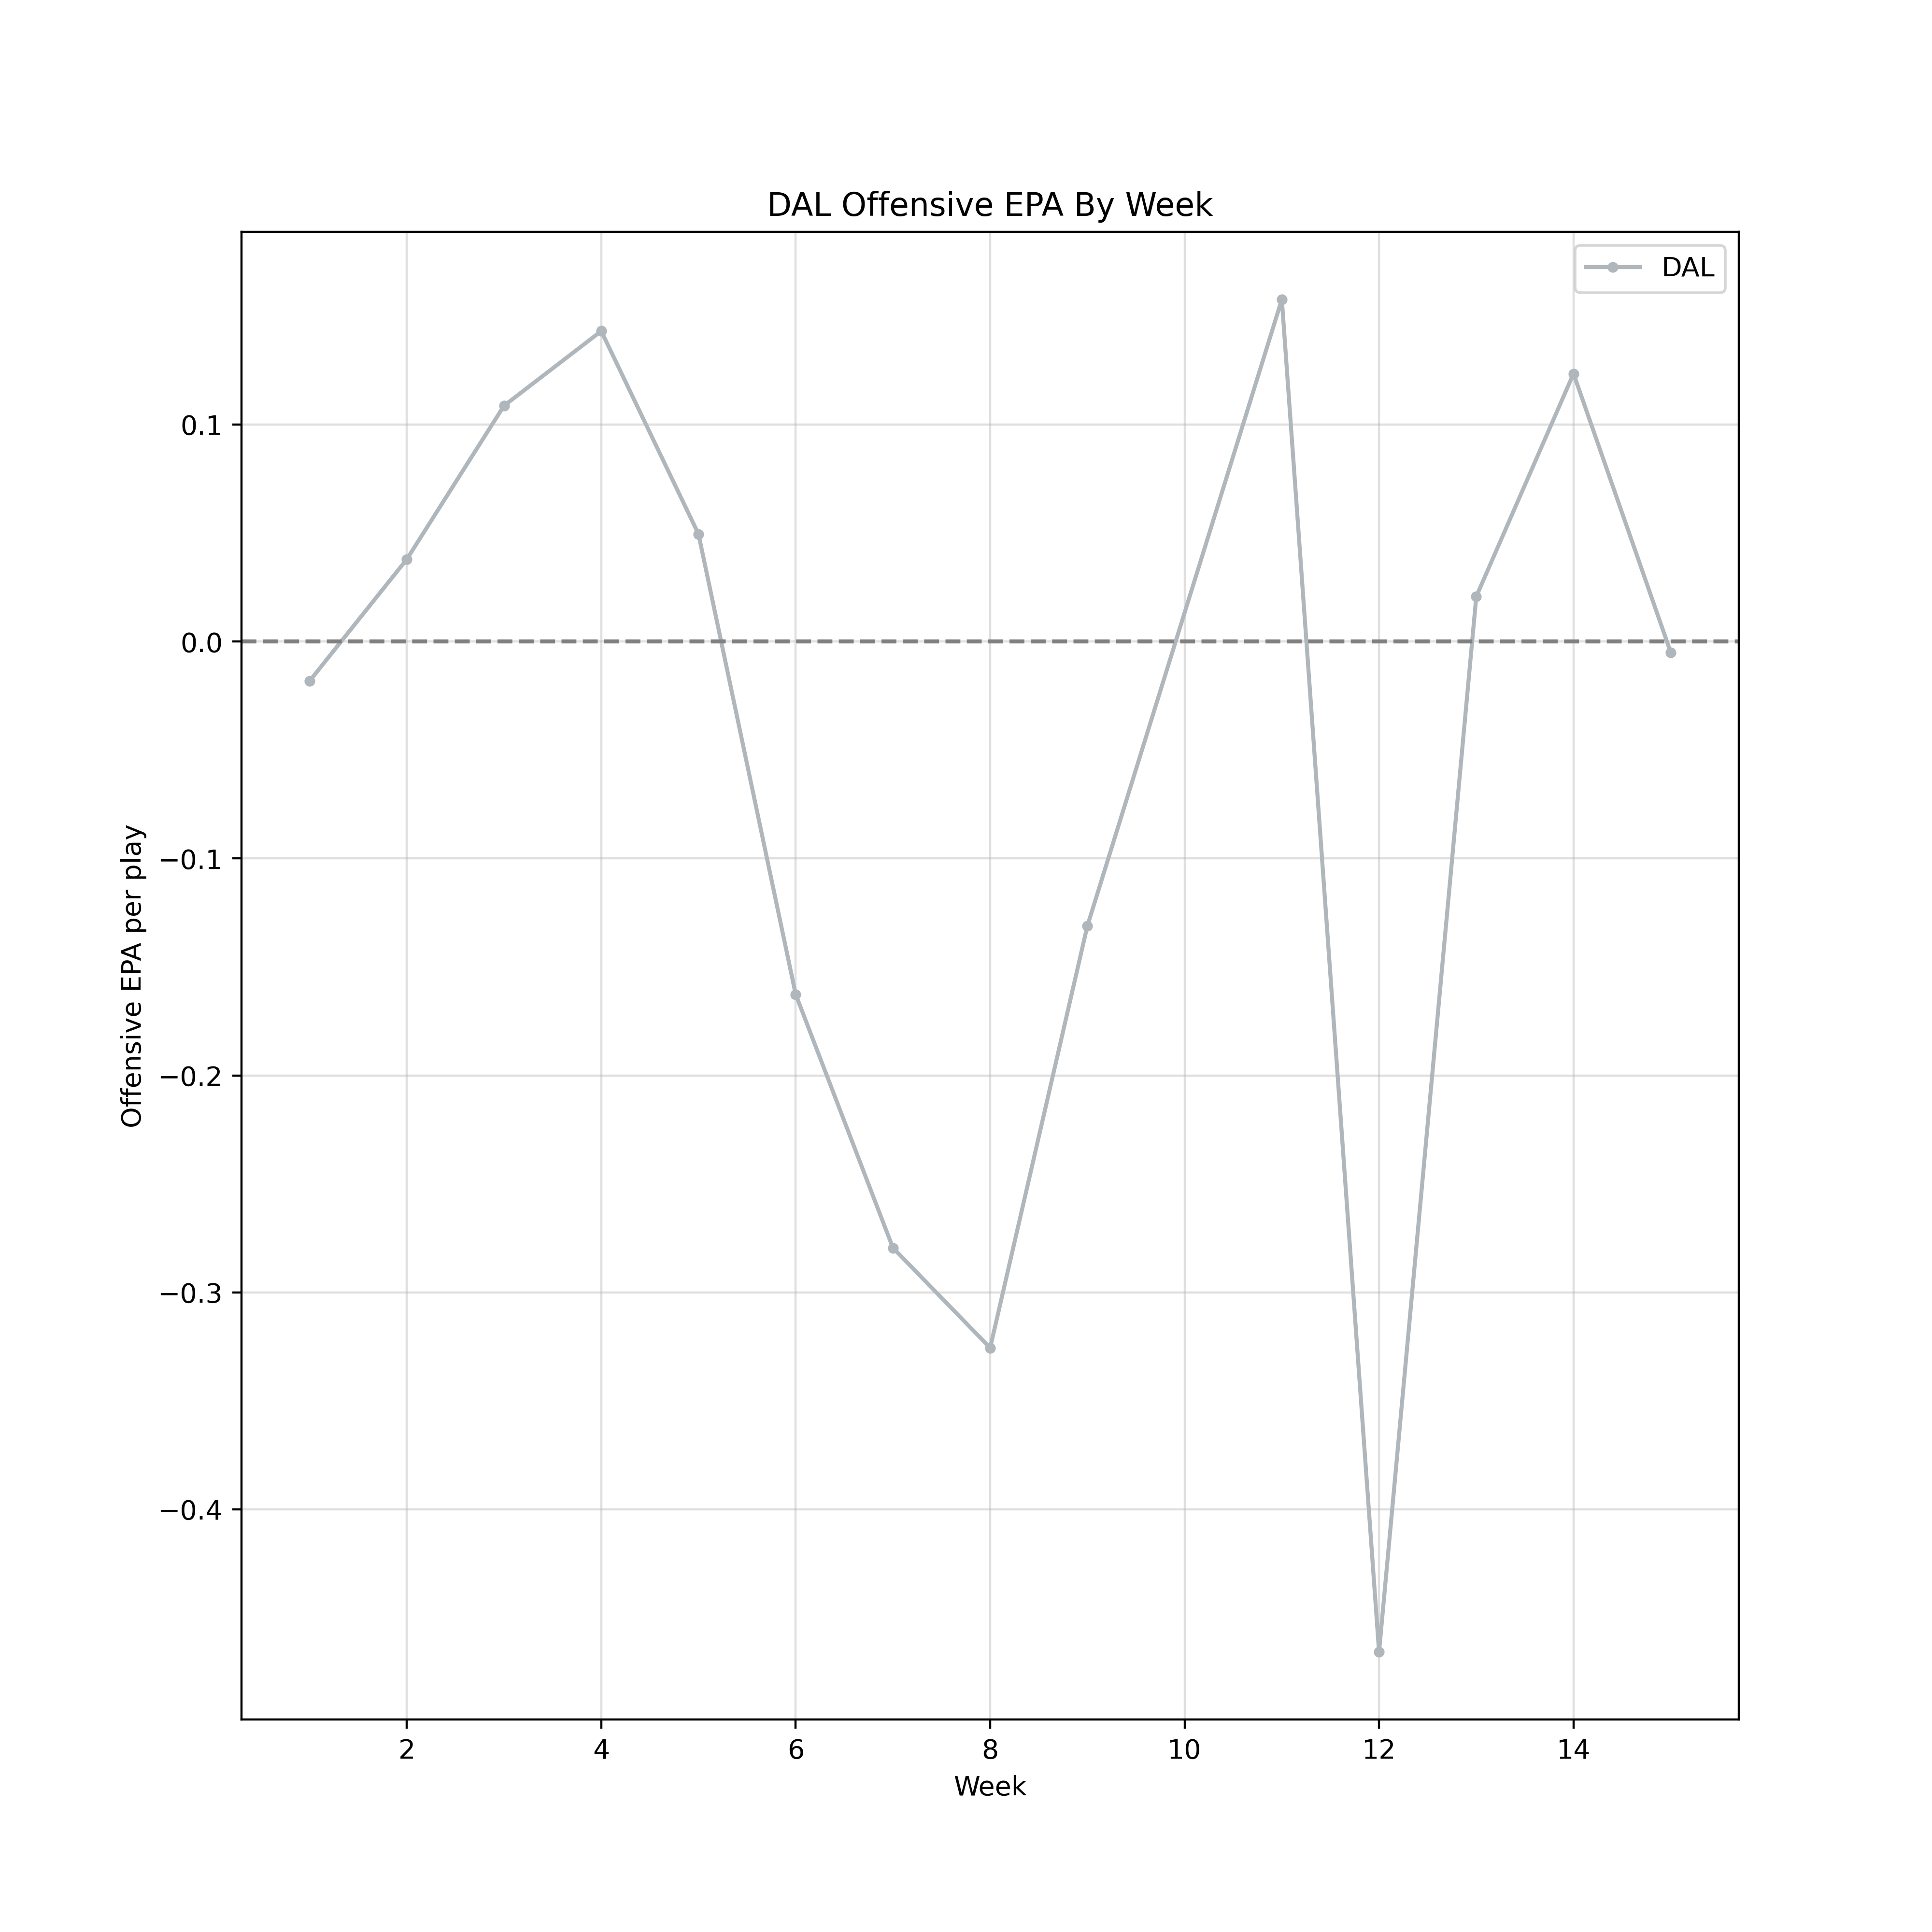 DAL Offensive EPA By Week
DAL
0.1
0.0
−0.1
−0.2
−0.3
−0.4
Offensive EPA per play
2 4 6 8 10 12 14
Week